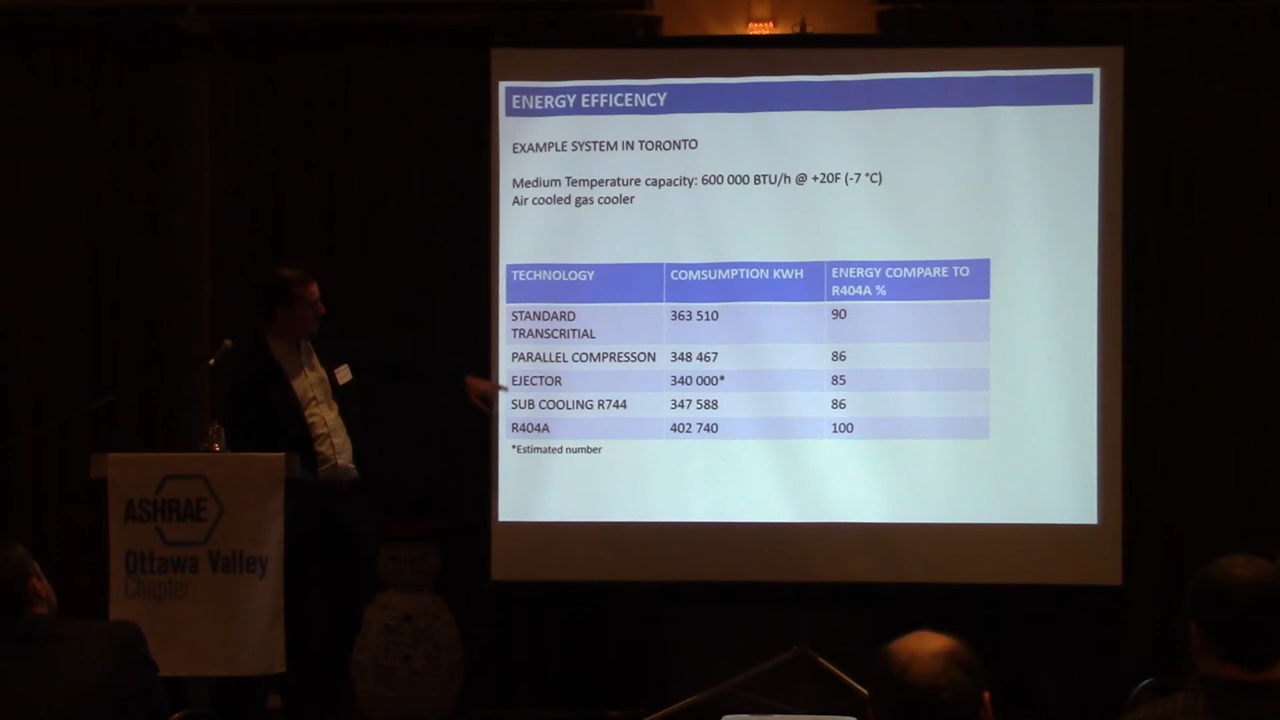 ENERGY EFFICENCY
EXAMPLE SYSTEM IN TORONTO
Medium Temperature capacity: 600 000 BTU/h @ +20F (-7 °C)
Air cooled gas cooler
TECHNOLOGY COMSUMPTION KWH ENERGY COMPARE TO
R404A %
STANDARD 363 510 90
TRANSCRITIAL
PARALLEL COMPRESSON 348 467 86
EJECTOR 340 000* 85
SUB COOLING R744 347 588 86
R404A 402 740 100
*Estimated number
ASHRAE
Ottawa Valley
Chapter